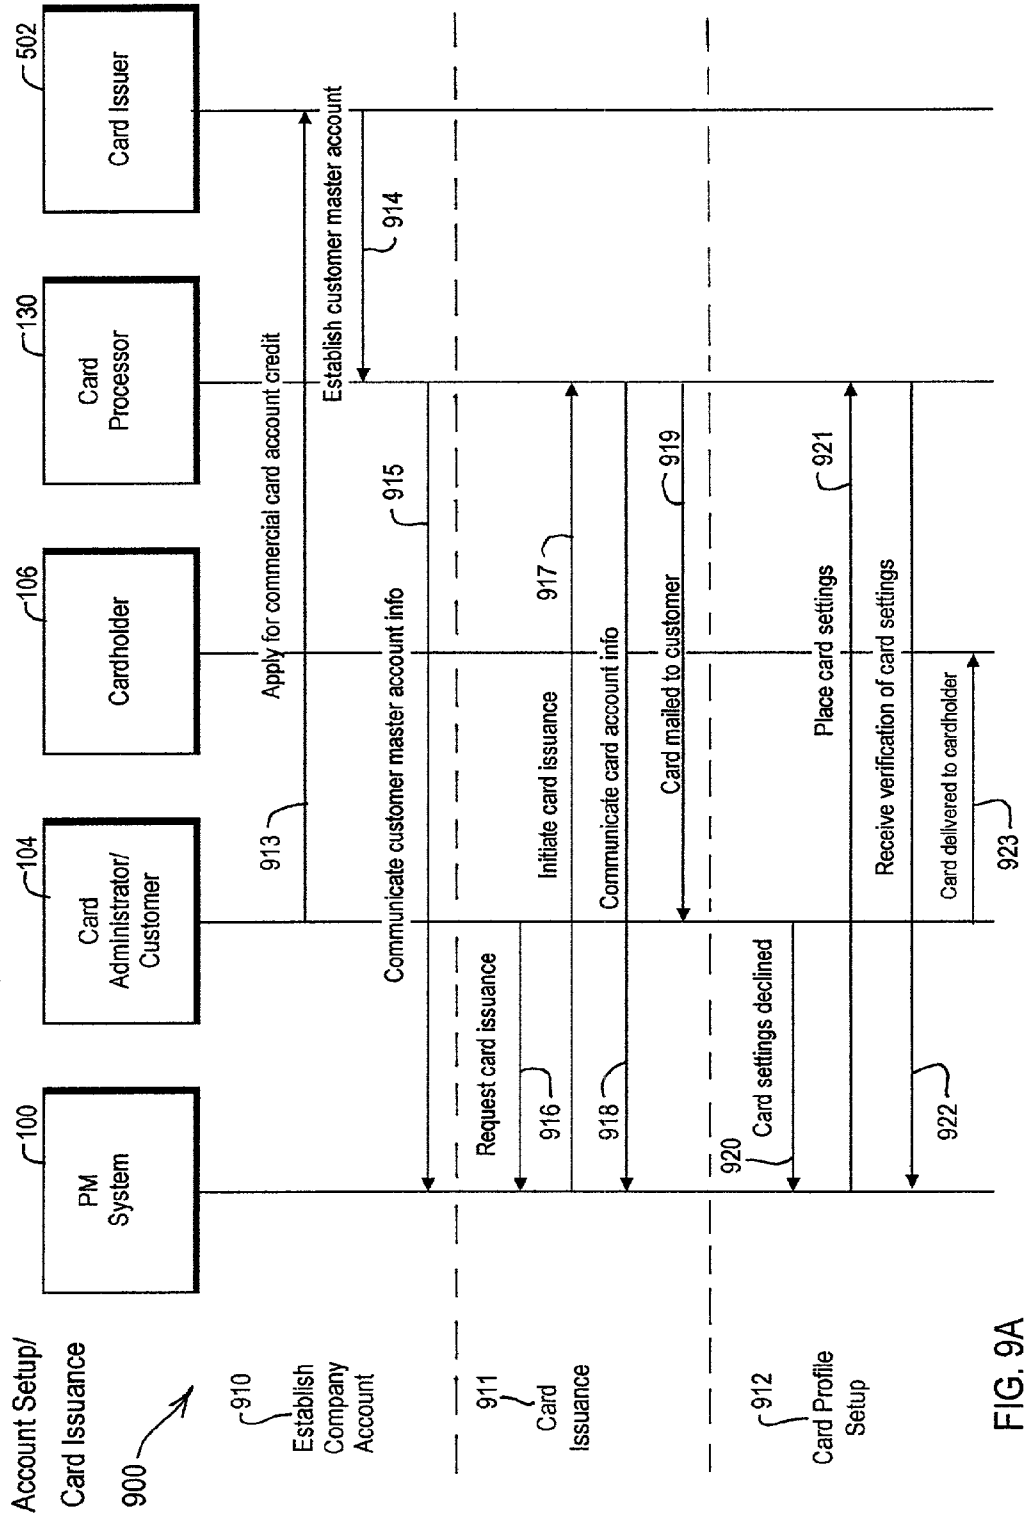 Account Setup/
Card Issuance
900
100
PM
System
104
Card
Administrator/
Customer
106
Cardholder
130
Card
Processor
502
Card Issuer
910
Establish
Company
Account
913
Apply for commercial card account credit
Establish customer master account
914
Communicate customer master account info
915
911
Card
Issuance
Request card issuance
916
Initiate card issuance
917
918
Communicate card account info
Card mailed to customer
919
912
Card Profile
Setup
920
Card settings declined
Place card settings
921
Receive verification of card settings
922
Card delivered to cardholder
923
FIG. 9A